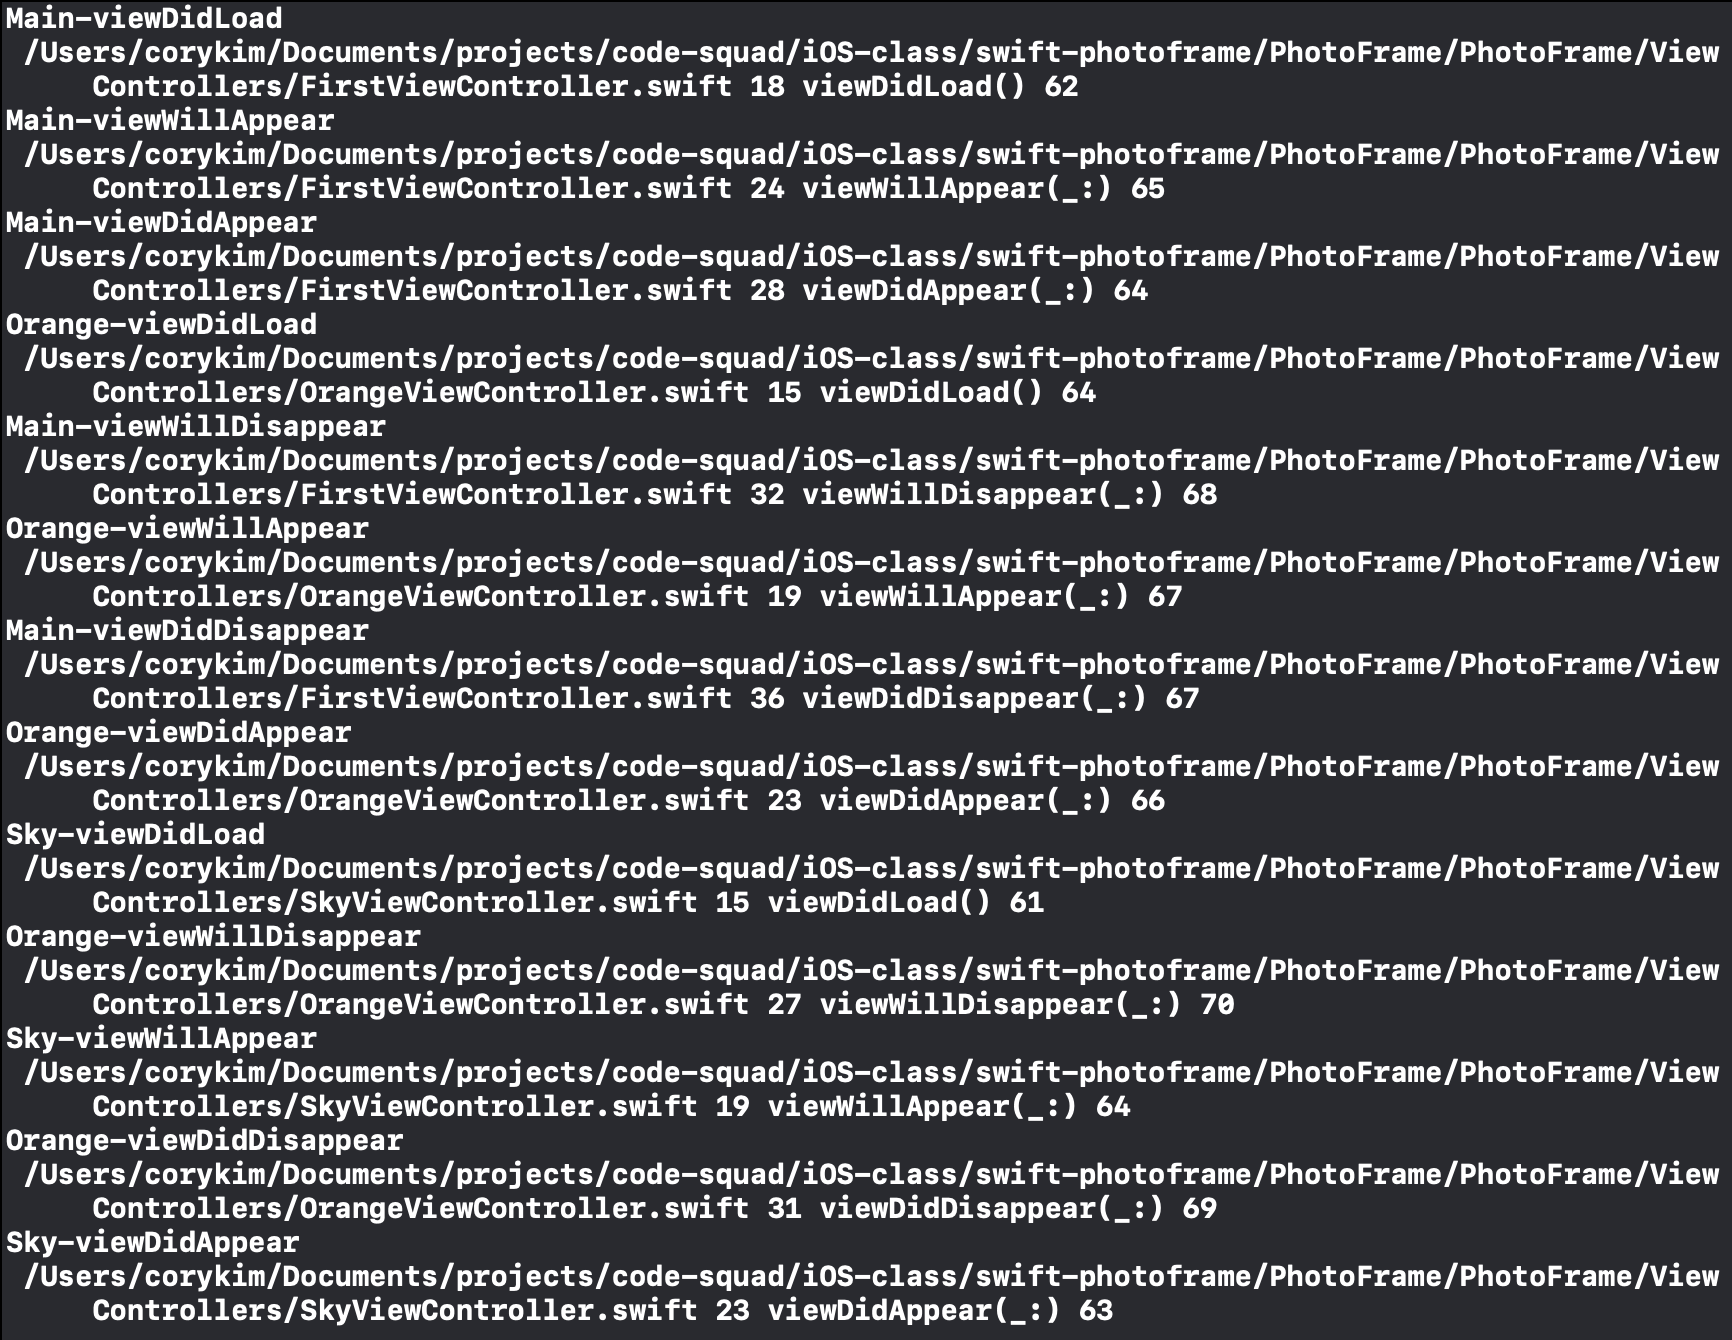 Main-viewDidLoad
/Users/corykim/Documents/projects/code-squad/iOS-class/swift-photoframe/PhotoFrame/PhotoFrame/View
Controllers/FirstViewController.swift 18 viewDidLoad() 62
Main-viewWillAppear
/Users/corykim/Documents/projects/code-squad/iOS-class/swift-photoframe/PhotoFrame/PhotoFrame/View
Controllers/FirstViewController.swift 24 viewWillAppear(_:) 65
Main-viewDidAppear
/Users/corykim/Documents/projects/code-squad/iOS-class/swift-photoframe/PhotoFrame/PhotoFrame/View
Controllers/FirstViewController.swift 28 viewDidAppear(_:) 64
Orange-viewDidLoad
/Users/corykim/Documents/projects/code-squad/iOS-class/swift-photoframe/PhotoFrame/PhotoFrame/View
Controllers/OrangeViewController.swift 15 viewDidLoad() 64
Main-viewWillDisappear
/Users/corykim/Documents/projects/code-squad/iOS-class/swift-photoframe/PhotoFrame/PhotoFrame/View
Controllers/FirstViewController.swift 32 viewWillDisappear(_:) 68
Orange-viewWillAppear
/Users/corykim/Documents/projects/code-squad/iOS-class/swift-photoframe/PhotoFrame/PhotoFrame/View
Controllers/OrangeViewController.swift 19 viewWillAppear(_:) 67
Main-viewDidDisappear
/Users/corykim/Documents/projects/code-squad/iOS-class/swift-photoframe/PhotoFrame/PhotoFrame/View
Controllers/FirstViewController.swift 36 viewDidDisappear(_:) 67
Orange-viewDidAppear
/Users/corykim/Documents/projects/code-squad/iOS-class/swift-photoframe/PhotoFrame/PhotoFrame/View
Controllers/OrangeViewController.swift 23 viewDidAppear(_:) 66
Sky-viewDidLoad
/Users/corykim/Documents/projects/code-squad/iOS-class/swift-photoframe/PhotoFrame/PhotoFrame/View
Controllers/SkyViewController.swift 15 viewDidLoad() 61
Orange-viewWillDisappear
/Users/corykim/Documents/projects/code-squad/iOS-class/swift-photoframe/PhotoFrame/PhotoFrame/View
Controllers/OrangeViewController.swift 27 viewWillDisappear(_:) 70
Sky-viewWillAppear
/Users/corykim/Documents/projects/code-squad/iOS-class/swift-photoframe/PhotoFrame/PhotoFrame/View
Controllers/SkyViewController.swift 19 viewWillAppear(_:) 64
Orange-viewDidDisappear
/Users/corykim/Documents/projects/code-squad/iOS-class/swift-photoframe/PhotoFrame/PhotoFrame/View
Controllers/OrangeViewController.swift 31 viewDidDisappear(_:) 69
Sky-viewDidAppear
/Users/corykim/Documents/projects/code-squad/iOS-class/swift-photoframe/PhotoFrame/PhotoFrame/View
Controllers/SkyViewController.swift 23 viewDidAppear(_:) 63